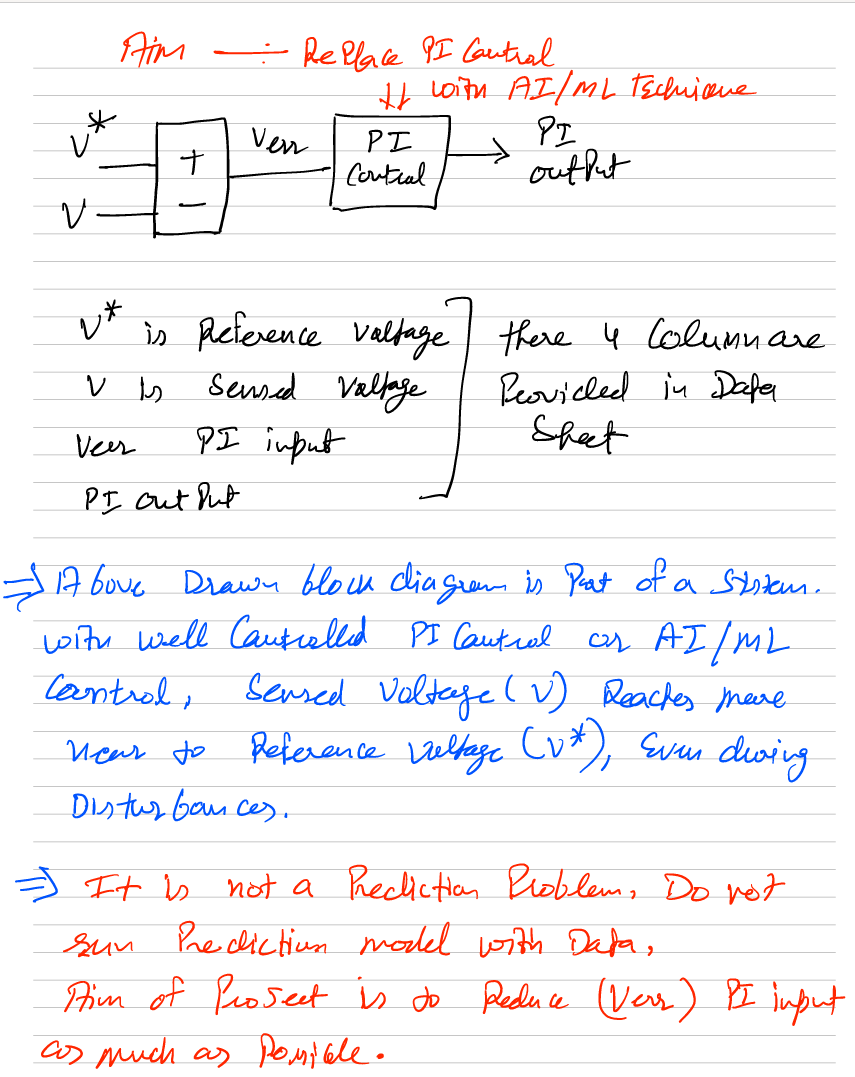 Aim —÷ Replace PI Control
↓↓ with AI/ML Technique
V*
+
-
Verr
PI
Control
PI
output
V
V* is Reference Voltage
V is Sensed Voltage
Verr PI input
PI output
there 4 Column are
Provided in Data
Sheet
⇒ Above Drawn block diagram is Part of a System.
with well Controlled PI Control or AI/ML
Control, Sensed Voltage (V) Reaches more
near to Reference Voltage (V*), Even during
Disturbances.
⇒ It is not a Prediction Problem, Do not
run Prediction model with Data,
Aim of Project is to Reduce (Verr) PI input
as much as Possible.